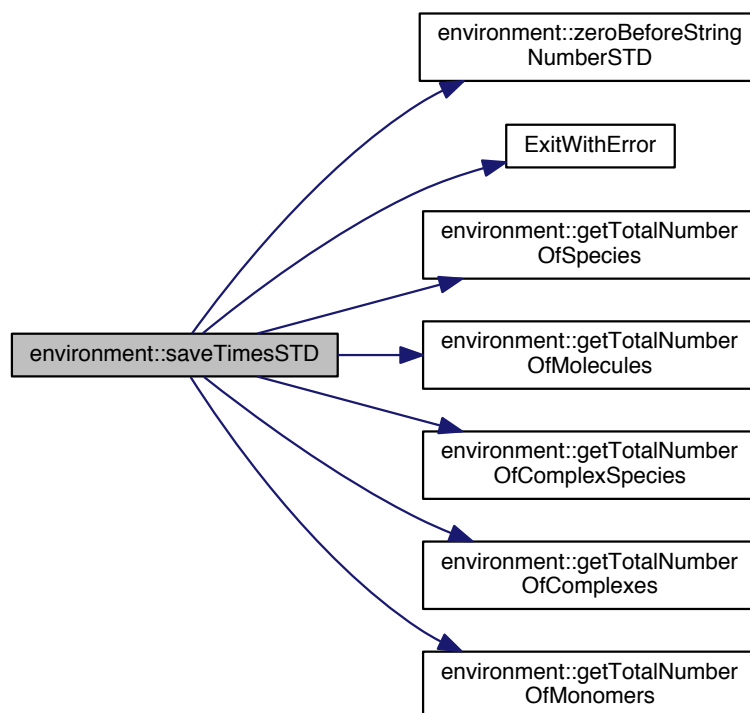 environment::zeroBeforeString
NumberSTD
ExitWithError
environment::getTotalNumber
OfSpecies
environment::saveTimesSTD
environment::getTotalNumber
OfMolecules
environment::getTotalNumber
OfComplexSpecies
environment::getTotalNumber
OfComplexes
environment::getTotalNumber
OfMonomers